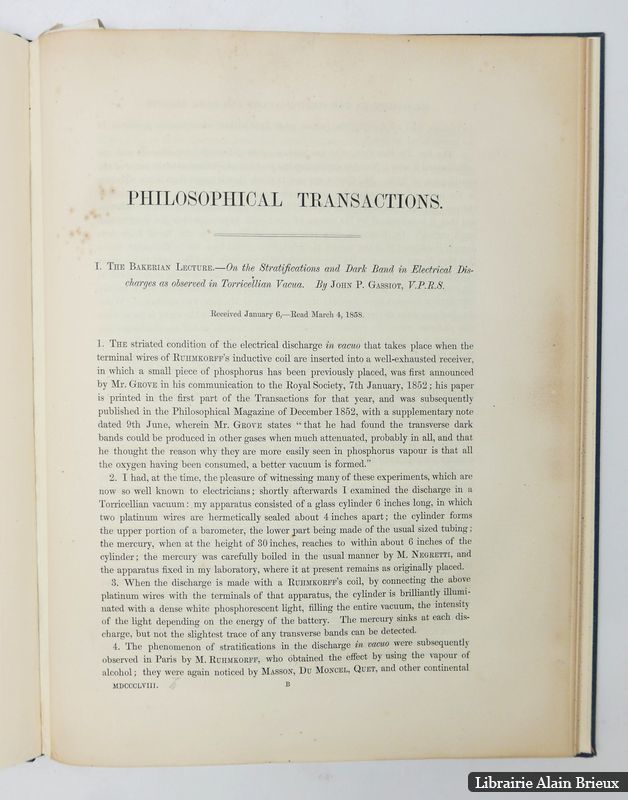 PHILOSOPHICAL TRANSACTIONS.
I. The Bakerian Lecture.—On the Stratifications and Dark Band in Electrical Dis-
charges as observed in Torricellian Vacua. By John P. Gassiot, V.P.R.S.
Received January 6,—Read March 4, 1858.
1. The striated condition of the electrical discharge in vacuo that takes place when the
terminal wires of Ruhmkorff's inductive coil are inserted into a well-exhausted receiver,
in which a small piece of phosphorus has been previously placed, was first announced
by Mr. Grove in his communication to the Royal Society, 7th January, 1852; his paper
is printed in the first part of the Transactions for that year, and was subsequently
published in the Philosophical Magazine of December 1852, with a supplementary note
dated 9th June, wherein Mr. Grove states "that he had found the transverse dark
bands could be produced in other gases when much attenuated, probably in all, and that
he thought the reason why they are more easily seen in phosphorus vapour is that all
the oxygen having been consumed, a better vacuum is formed."
2. I had, at the time, the pleasure of witnessing many of these experiments, which are
now so well known to electricians; shortly afterwards I examined the discharge in a
Torricellian vacuum: my apparatus consisted of a glass cylinder 6 inches long, in which
two platinum wires are hermetically sealed about 4 inches apart; the cylinder forms
the upper portion of a barometer, the lower part being made of the usual sized tubing;
the mercury, when at the height of 30 inches, reaches to within about 6 inches of the
cylinder; the mercury was carefully boiled in the usual manner by M. Negretti, and
the apparatus fixed in my laboratory, where it at present remains as originally placed.
3. When the discharge is made with a Ruhmkorff's coil, by connecting the above
platinum wires with the terminals of that apparatus, the cylinder is brilliantly illumi-
nated with a dense white phosphorescent light, filling the entire vacuum, the intensity
of the light depending on the energy of the battery. The mercury sinks at each dis-
charge, but not the slightest trace of any transverse bands can be detected.
4. The phenomenon of stratifications in the discharge in vacuo were subsequently
observed in Paris by M. Ruhmkorff, who obtained the effect by using the vapour of
alcohol; they were again noticed by Masson, Du Moncel, Quet, and other continental
MDCCCLVIII. B
Librairie Alain Brieux